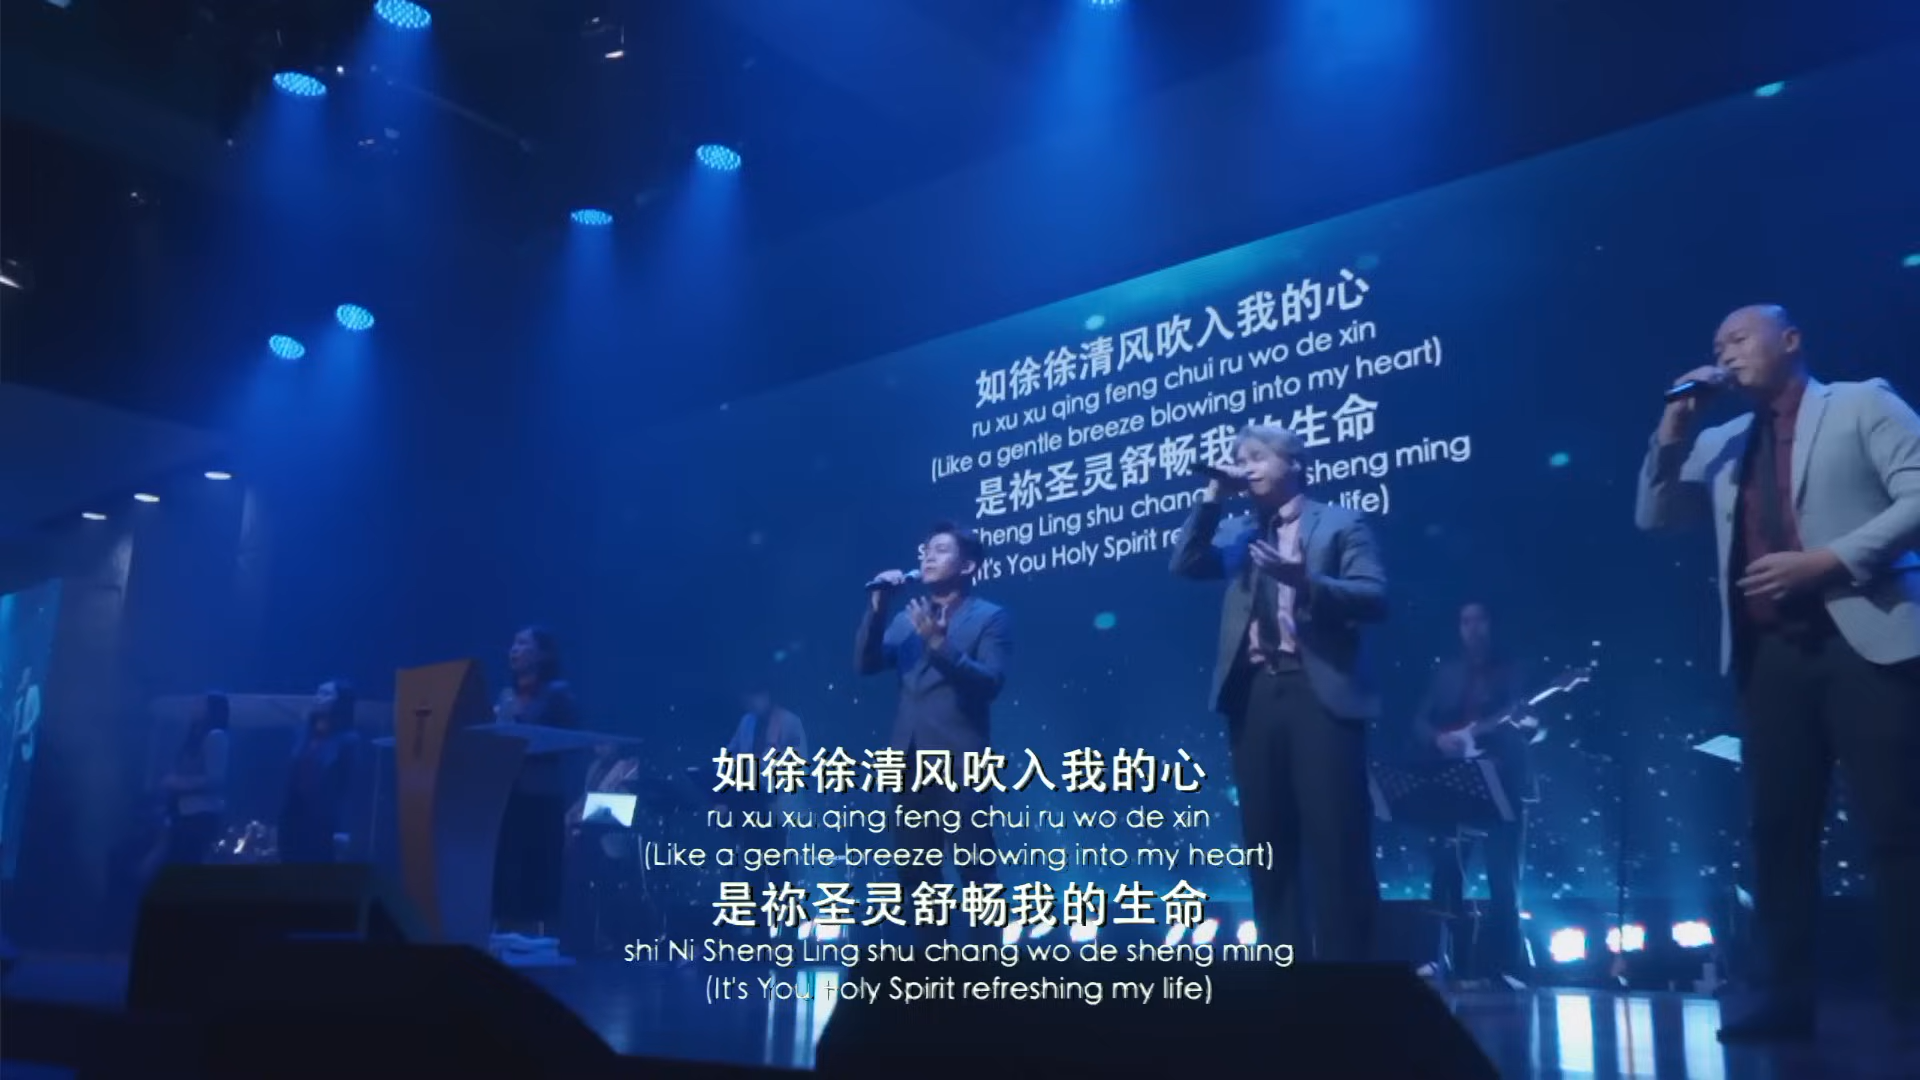 如徐徐清风吹入我的心
ru xu xu qing feng chui ru wo de xin
(Like a gentle breeze blowing into my heart)
是祢圣灵舒畅我的生命
Sheng Ling shu chang sheng ming
It's You Holy Spirit life)
如徐徐清风吹入我的心
ru xu xu qing feng chui ru wo de xin
(Like a gentle breeze blowing into my heart)
是祢圣灵舒畅我的生命
shi Ni Sheng Ling shu chang wo de sheng ming
(It's You Holy Spirit refreshing my life)